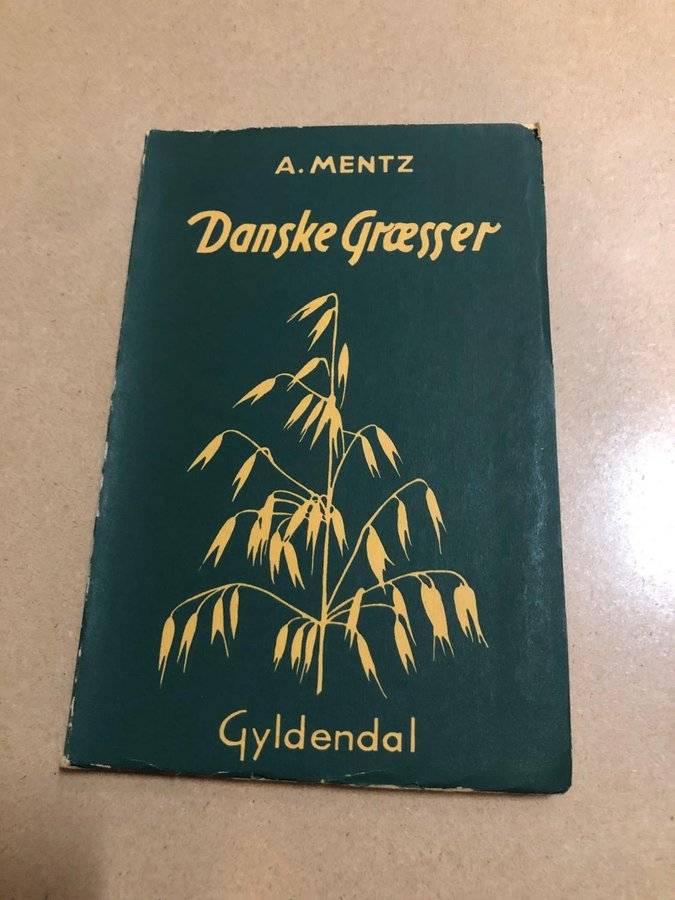 A. MENTZ
Danske Græsser
Gyldendal